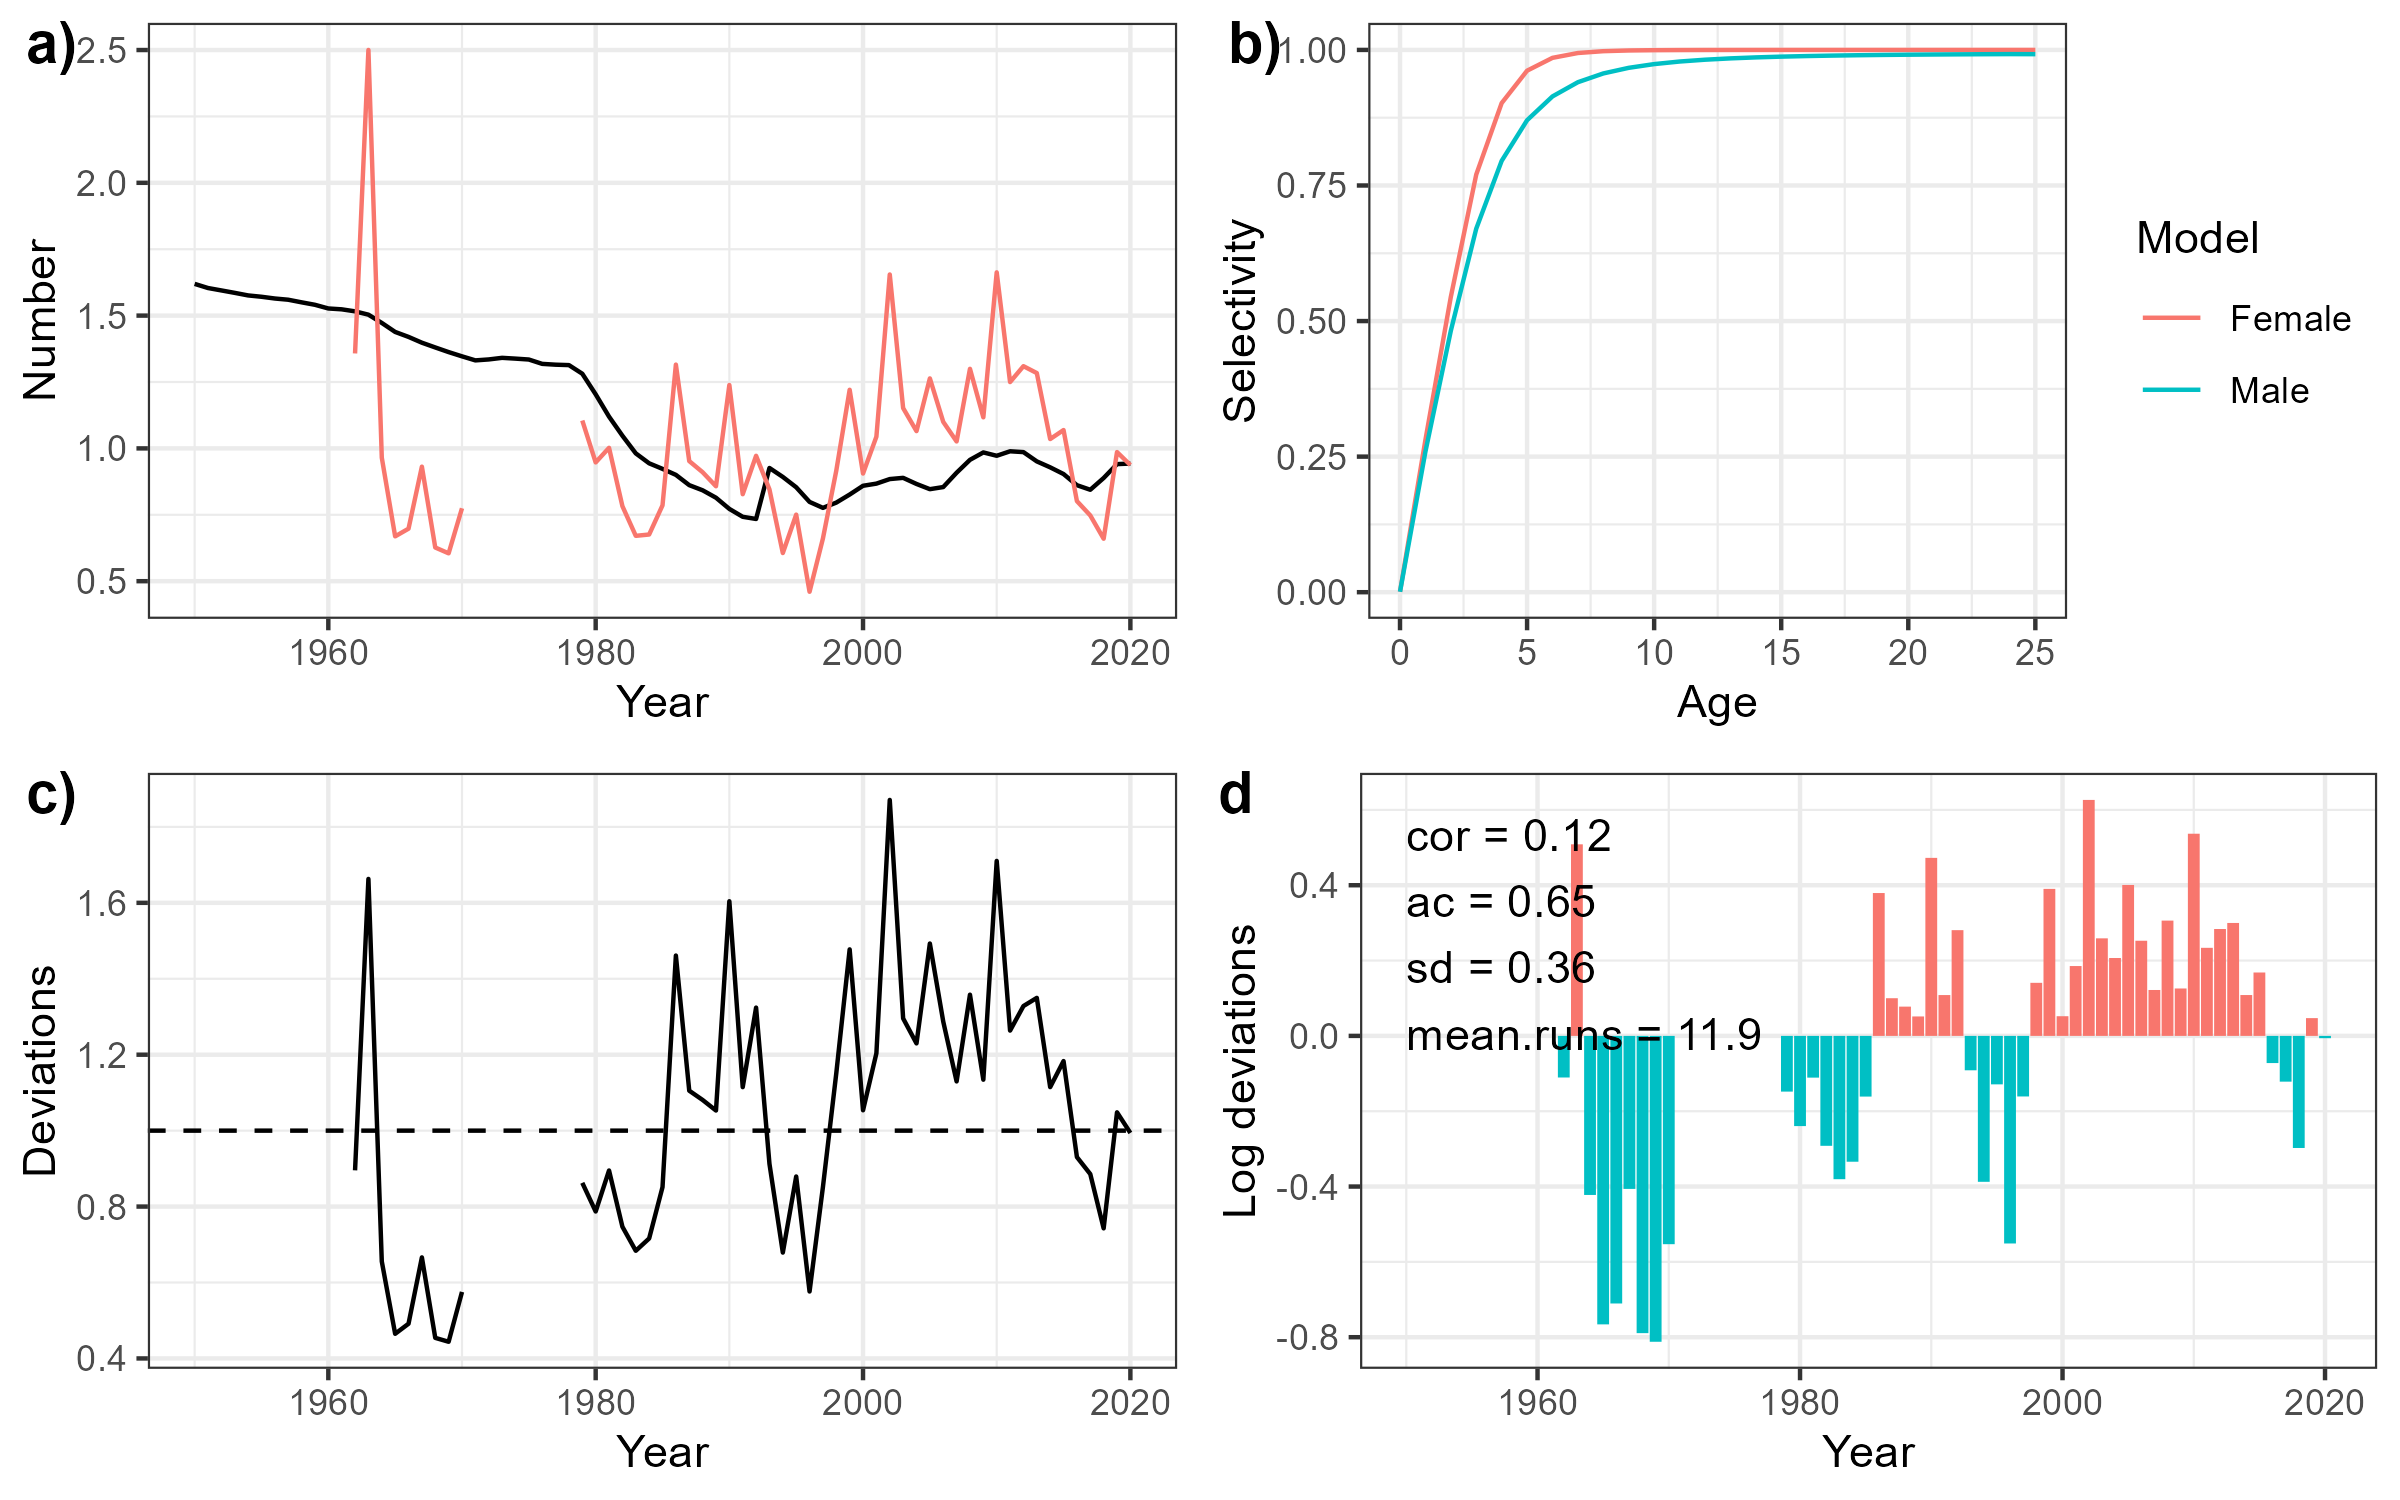 a)
2.5
2.0
1.5
1.0
0.5
Number
1960 1980 2000 2020
Year
b)
1.00
0.75
0.50
0.25
0.00
Selectivity
0 5 10 15 20 25
Age
Model
Female
Male
c)
1.6
1.2
0.8
0.4
Deviations
1960 1980 2000 2020
Year
d
cor = 0.12
ac = 0.65
sd = 0.36
mean.runs = 11.9
0.4
0.0
-0.4
-0.8
Log deviations
1960 1980 2000 2020
Year